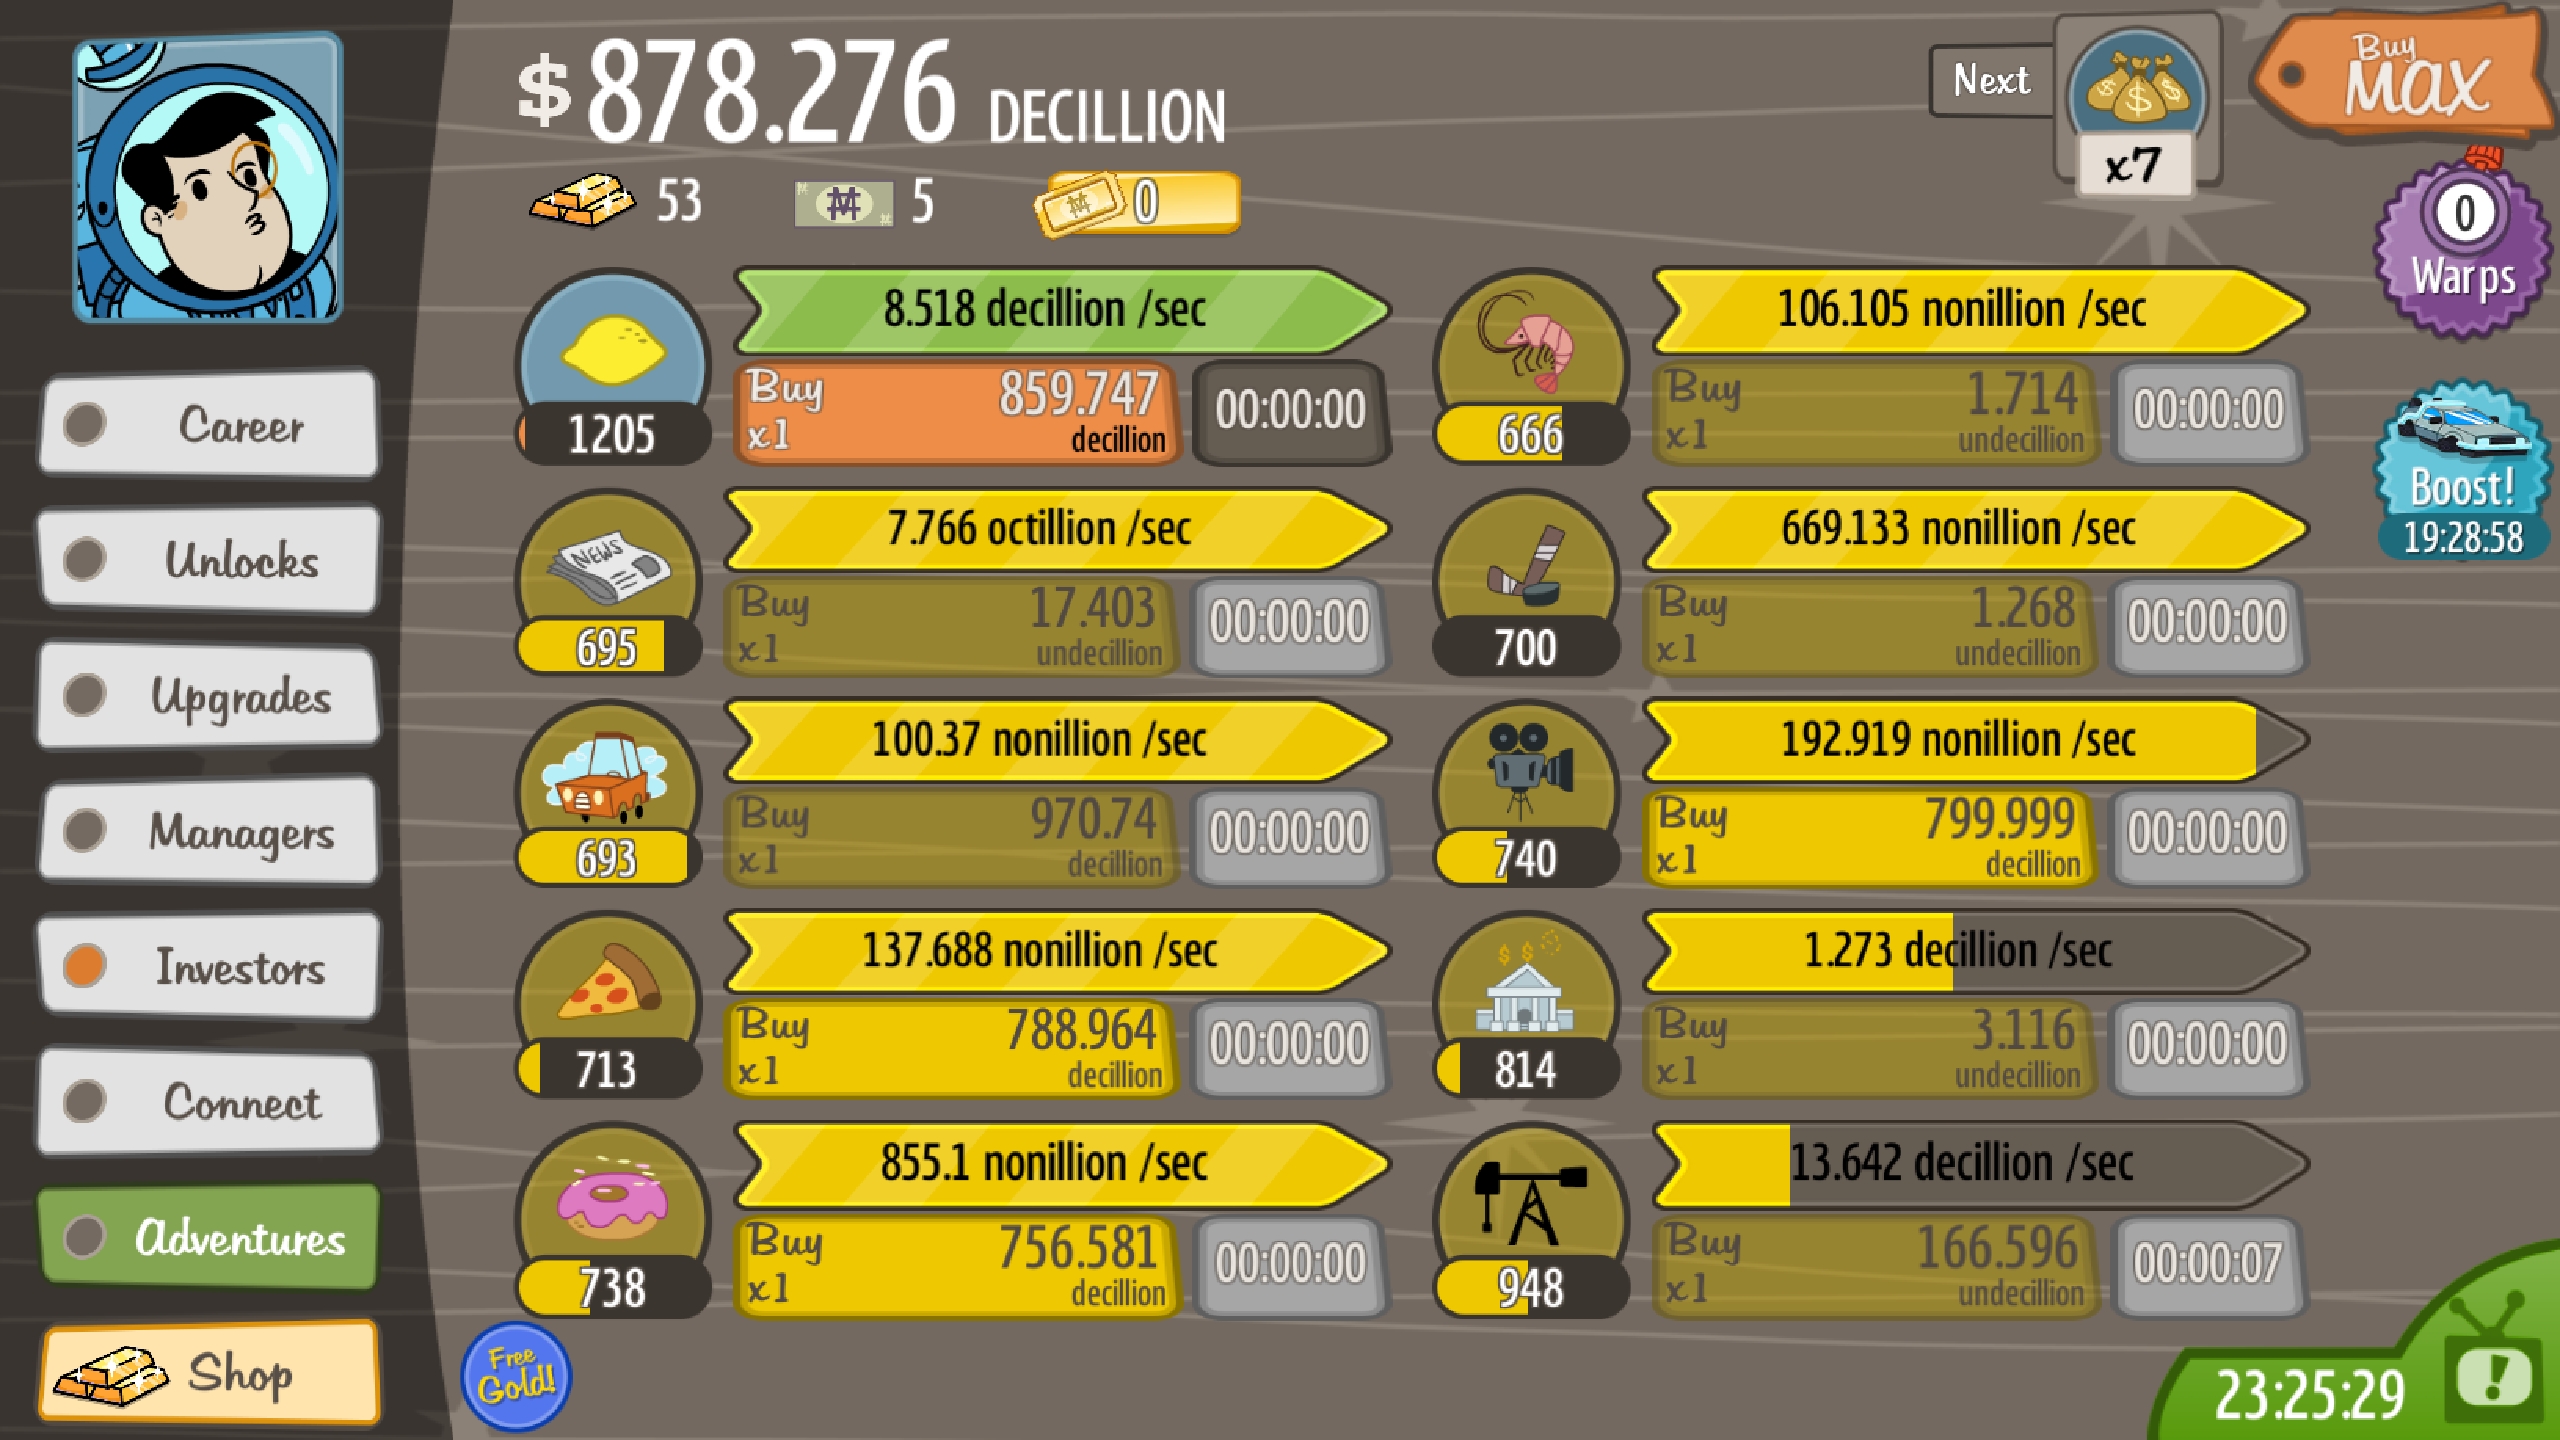 $878.276 DECILLION
53
5
0
Next
x7
Buy
MAX
0
Warps
Boost!
19:28:58
Career
Unlocks
Upgrades
Managers
Investors
Connect
Adventures
Shop
8.518 decillion /sec
Buy 859.747
x1 decillion
00:00:00
1205
NEWS
7.766 octillion /sec
Buy 17.403
x1 undecillion
00:00:00
695
100.37 nonillion /sec
Buy 970.74
x1 decillion
00:00:00
693
137.688 nonillion /sec
Buy 788.964
x1 decillion
00:00:00
713
855.1 nonillion /sec
Buy 756.581
x1 decillion
00:00:00
738
106.105 nonillion /sec
Buy 1.714
x1 undecillion
00:00:00
666
669.133 nonillion /sec
Buy 1.268
x1 undecillion
00:00:00
700
192.919 nonillion /sec
Buy 799.999
x1 decillion
00:00:00
740
1.273 decillion /sec
Buy 3.116
x1 undecillion
00:00:00
814
13.642 decillion /sec
Buy 166.596
x1 undecillion
00:00:07
948
Free
Gold!
23:25:29